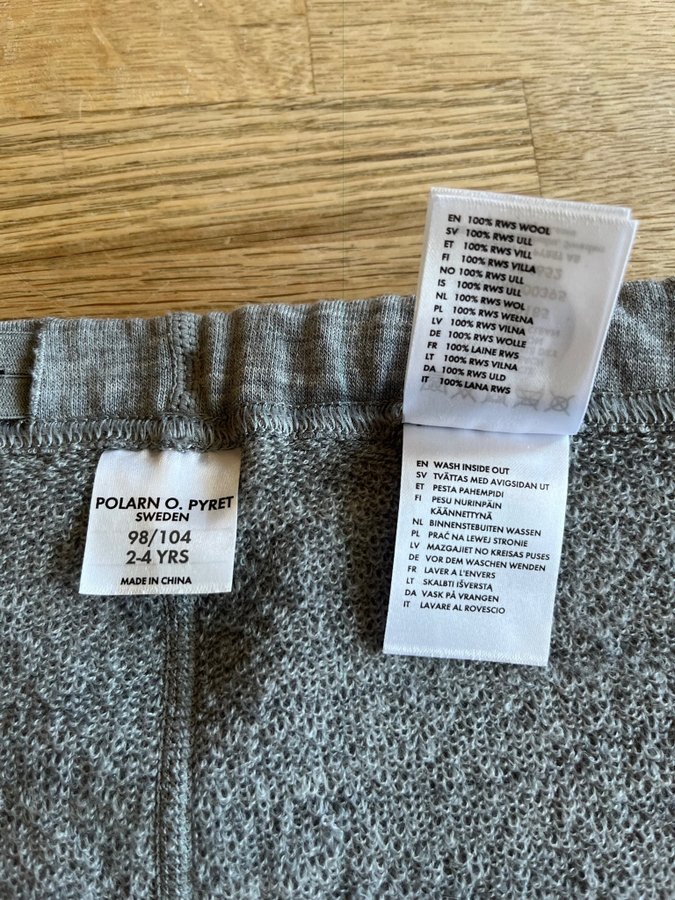 POLARN O. PYRET
SWEDEN
98/104
2-4 YRS
MADE IN CHINA
EN 100% RWS WOOL
SV 100% RWS ULL
ET 100% RWS VILL
FI 100% RWS VILLA
NO 100% RWS ULL
IS 100% RWS ULL
NL 100% RWS WOL
PL 100% RWS WEŁNA
LV 100% RWS VILNA
DE 100% RWS WOLLE
FR 100% LAINE RWS
LT 100% RWS VILNA
DA 100% RWS ULD
IT 100% LANA RWS
EN WASH INSIDE OUT
SV TVÄTTAS MED AVIGSIDAN UT
ET PESTA PAHEMPIDI
FI PESU NURINPÄIN
KÄÄNNETTYNÄ
NL BINNENSTEBUITEN WASSEN
PL PRAĆ NA LEWEJ STRONIE
LV MAZGAJIET NO KREISAS PUSES
DE VOR DEM WASCHEN WENDEN
FR LAVER A L'ENVERS
LT SKALBTI IŠVERSTĄ
DA VASK PÅ VRANGEN
IT LAVARE AL ROVESCIO